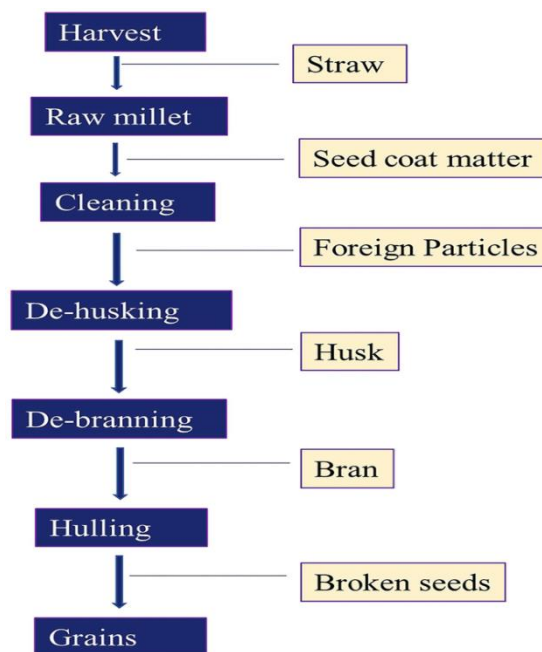 Harvest
Straw
Raw millet
Seed coat matter
Cleaning
Foreign Particles
De-husking
Husk
De-branning
Bran
Hulling
Broken seeds
Grains